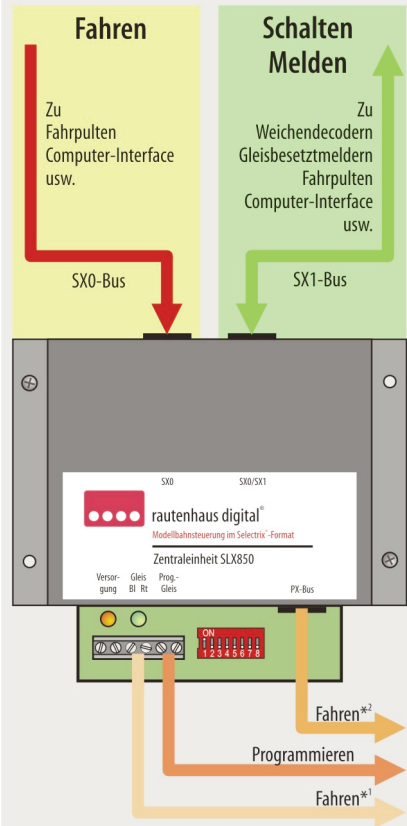 Fahren
Schalten
Melden
Zu
Fahrpulten
Computer-Interface
usw.
Zu
Weichendecodern
Gleisbesetztmeldern
Fahrpulten
Computer-Interface
usw.
SX0-Bus
SX1-Bus
SX0
SX0/SX1
rautenhaus digital®
Modellbahnsteuerung im Selectrix®-Format
Zentraleinheit SLX850
Versor-
gung
Gleis
Bl Rt
Prog.-
Gleis
PX-Bus
ON
1 2 3 4 5 6 7 8
Fahren*²
Programmieren
Fahren*¹